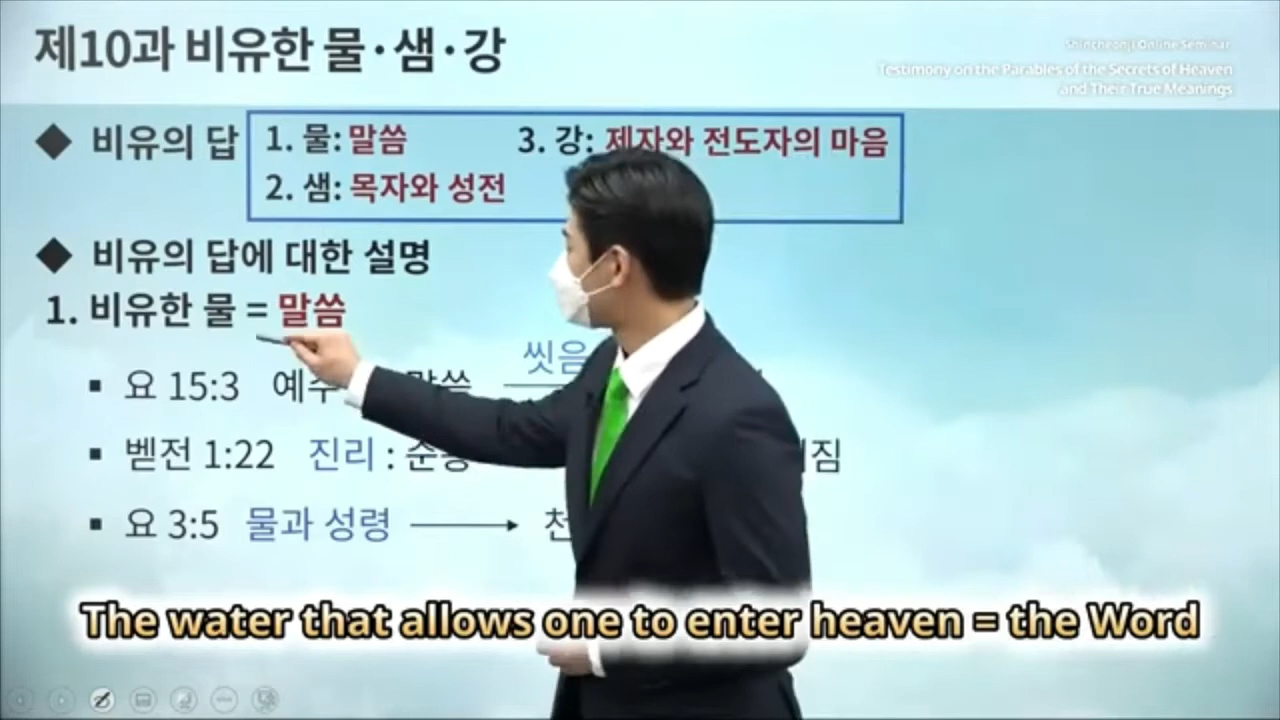 제10과 비유한 물·샘·강
Shincheonji Online Seminar
Testimony on the Parables of the Secrets of Heaven
and Their True Meanings
◆ 비유의 답
1. 물: 말씀 3. 강: 제자와 전도자의 마음
2. 샘: 목자와 성전
◆ 비유의 답에 대한 설명
1. 비유한 물 = 말씀
씻음
▪ 요 15:3 예수 말씀
▪ 벧전 1:22 진리 : 순종
▪ 요 3:5 물과 성령 → 천
The water that allows one to enter heaven = the Word